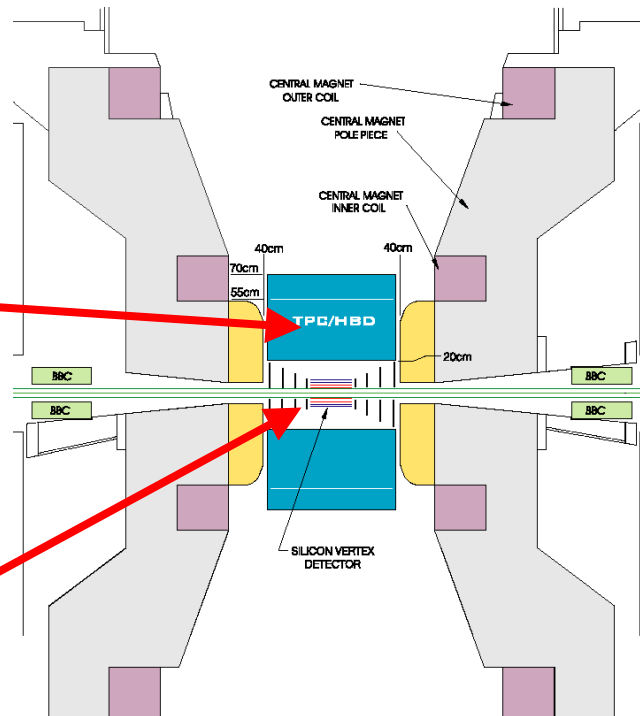 CENTRAL MAGNET
OUTER COIL
CENTRAL MAGNET
POLE PIECE
CENTRAL MAGNET
INNER COIL
40cm
40cm
70cm
55cm
TPC/HBD
20cm
BBC
BBC
BBC
BBC
SILICON VERTEX
DETECTOR